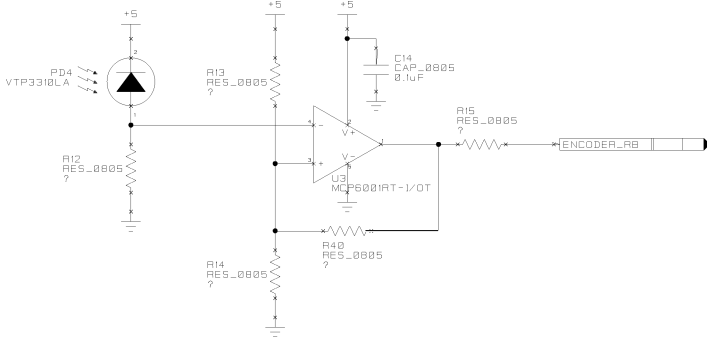 +5
+5
+5
2
PD4
VTP3310LA
1
R13
RES_0805
?
C14
CAP_0805
0.1uF
2
4
-
V+
1
3
+
V-
5
U3
MCP6001RT-I/OT
R15
RES_0805
?
ENCODER_RB
R12
RES_0805
?
R40
RES_0805
?
R14
RES_0805
?